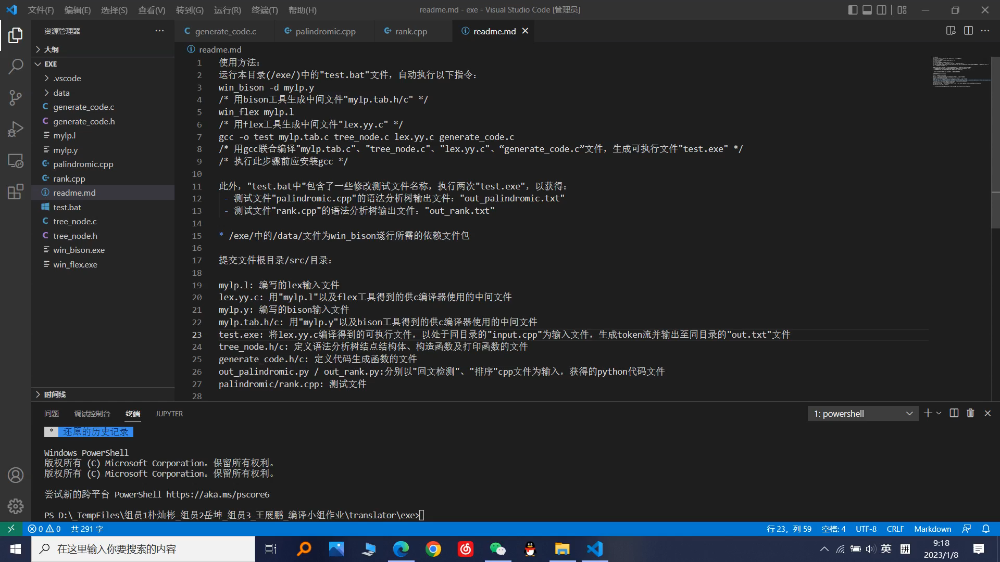 文件(F) 编辑(E) 选择(S) 查看(V) 转到(G) 运行(R) 终端(T) 帮助(H)
readme.md - exe - Visual Studio Code [管理员]
资源管理器
大纲
EXE
.vscode
data
generate_code.c
generate_code.h
mylp.l
mylp.y
palindromic.cpp
rank.cpp
readme.md
test.bat
tree_node.c
tree_node.h
win_bison.exe
win_flex.exe
时间线
generate_code.c
palindromic.cpp
rank.cpp
readme.md
readme.md
1 使用方法：
2 运行本目录(/exe/)中的"test.bat"文件，自动执行以下指令：
3 win_bison -d mylp.y
4 /* 用bison工具生成中间文件"mylp.tab.h/c" */
5 win_flex mylp.l
6 /* 用flex工具生成中间文件"lex.yy.c" */
7 gcc -o test mylp.tab.c tree_node.c lex.yy.c generate_code.c
8 /* 用gcc联合编译"mylp.tab.c"、"tree_node.c"、"lex.yy.c"、“generate_code.c”文件，生成可执行文件"test.exe" */
9 /* 执行此步骤前应安装gcc */
10
11 此外，"test.bat中"包含了一些修改测试文件名称，执行两次"test.exe"，以获得：
12 - 测试文件"palindromic.cpp"的语法分析树输出文件："out_palindromic.txt"
13 - 测试文件"rank.cpp"的语法分析树输出文件："out_rank.txt"
14
15 * /exe/中的/data/文件为win_bison运行所需的依赖文件包
16
17 提交文件根目录/src/目录：
18
19 mylp.l: 编写的lex输入文件
20 lex.yy.c: 用"mylp.l"以及flex工具得到的供c编译器使用的中间文件
21 mylp.y: 编写的bison输入文件
22 mylp.tab.h/c: 用"mylp.y"以及bison工具得到的供c编译器使用的中间文件
23 test.exe: 将lex.yy.c编译得到的可执行文件，以处于同目录的"input.cpp"为输入文件，生成token流并输出至同目录的"out.txt"文件
24 tree_node.h/c: 定义语法分析树结点结构体、构造函数及打印函数的文件
25 generate_code.h/c: 定义代码生成函数的文件
26 out_palindromic.py / out_rank.py:分别以"回文检测"、"排序"cpp文件为输入，获得的python代码文件
27 palindromic/rank.cpp: 测试文件
28
问题 调试控制台 终端 JUPYTER
1: powershell
* 还原的历史记录
Windows PowerShell
版权所有 (C) Microsoft Corporation。保留所有权利。
版权所有 (C) Microsoft Corporation。保留所有权利。
尝试新的跨平台 PowerShell https://aka.ms/pscore6
PS D:\_TempFiles\组员1朴灿彬_组员2岳坤_组员3_王展鹏_编译小组作业\translator\exe>
0 0 共 291 字
行 23，列 59 空格: 4 UTF-8 CRLF Markdown
在这里输入你要搜索的内容
英 拼
9:18
2023/1/8